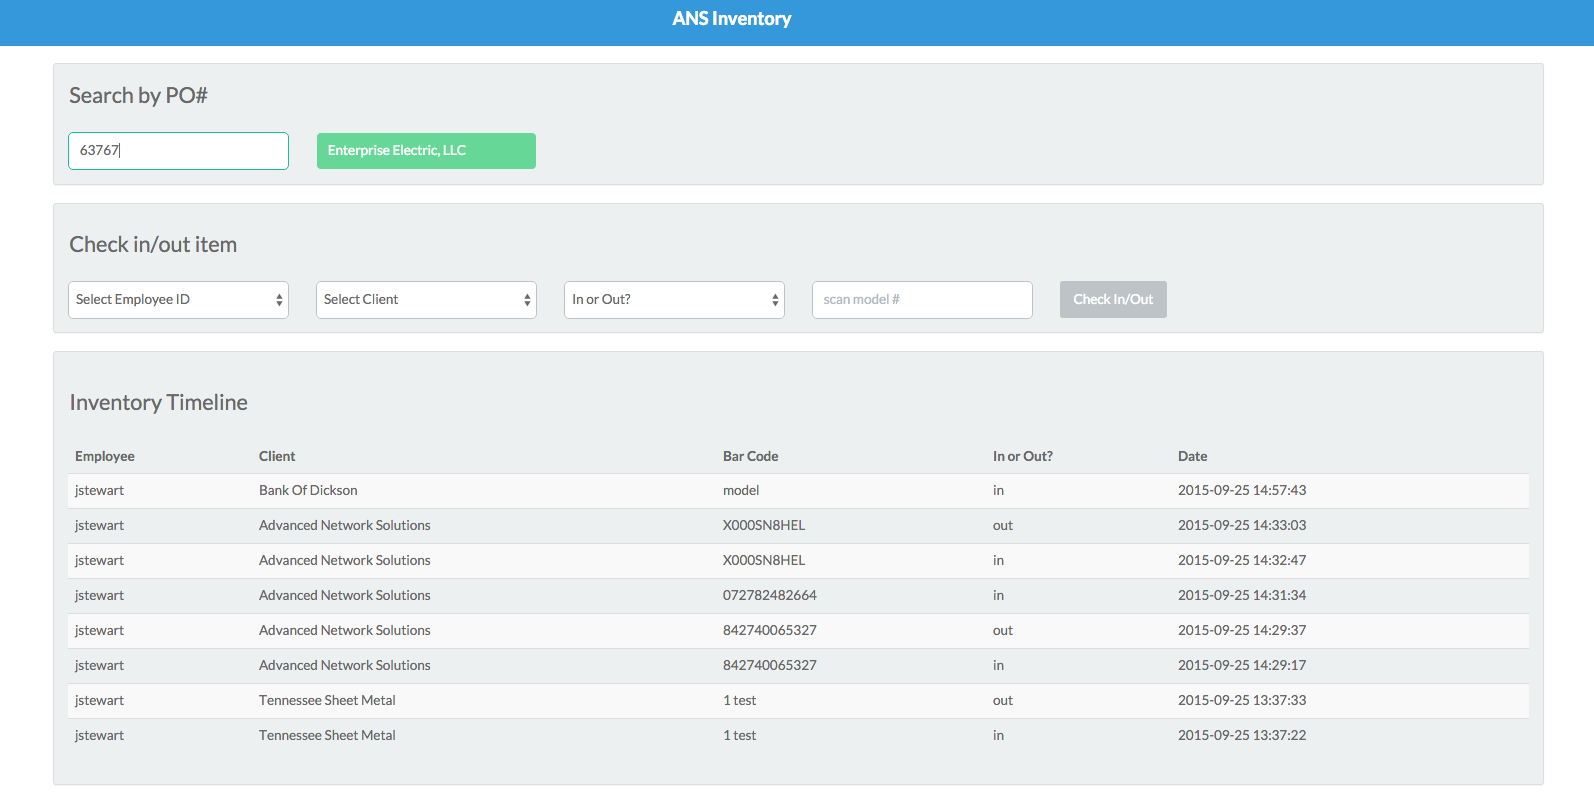 ANS Inventory
Search by PO#
63767 Enterprise Electric, LLC
Check in/out item
Select Employee ID Select Client In or Out? scan model # Check In/Out
Inventory Timeline
Employee Client Bar Code In or Out? Date
jstewart Bank Of Dickson model in 2015-09-25 14:57:43
jstewart Advanced Network Solutions X000SN8HEL out 2015-09-25 14:33:03
jstewart Advanced Network Solutions X000SN8HEL in 2015-09-25 14:32:47
jstewart Advanced Network Solutions 072782482664 in 2015-09-25 14:31:34
jstewart Advanced Network Solutions 842740065327 out 2015-09-25 14:29:37
jstewart Advanced Network Solutions 842740065327 in 2015-09-25 14:29:17
jstewart Tennessee Sheet Metal 1 test out 2015-09-25 13:37:33
jstewart Tennessee Sheet Metal 1 test in 2015-09-25 13:37:22